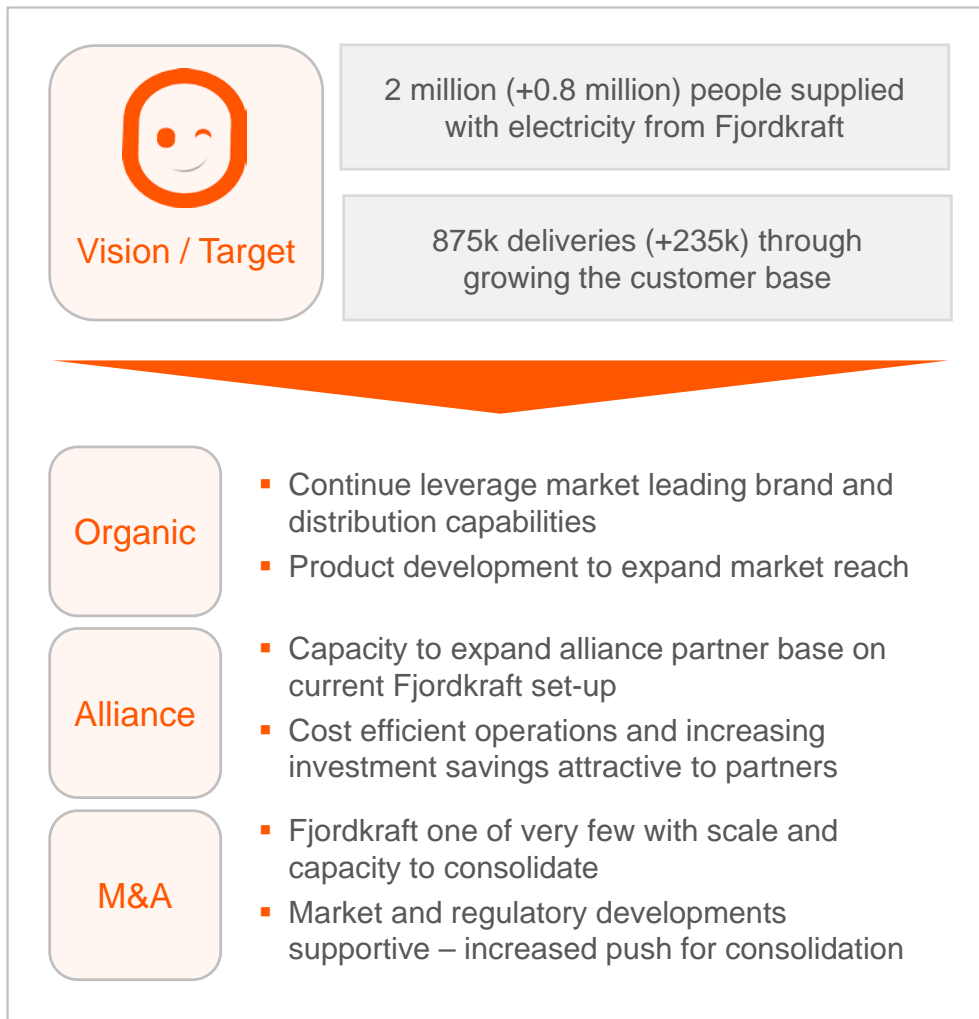 Vision / Target
2 million (+0.8 million) people supplied
with electricity from Fjordkraft
875k deliveries (+235k) through
growing the customer base
Organic
▪ Continue leverage market leading brand and
distribution capabilities
▪ Product development to expand market reach
Alliance
▪ Capacity to expand alliance partner base on
current Fjordkraft set-up
▪ Cost efficient operations and increasing
investment savings attractive to partners
M&A
▪ Fjordkraft one of very few with scale and
capacity to consolidate
▪ Market and regulatory developments
supportive – increased push for consolidation